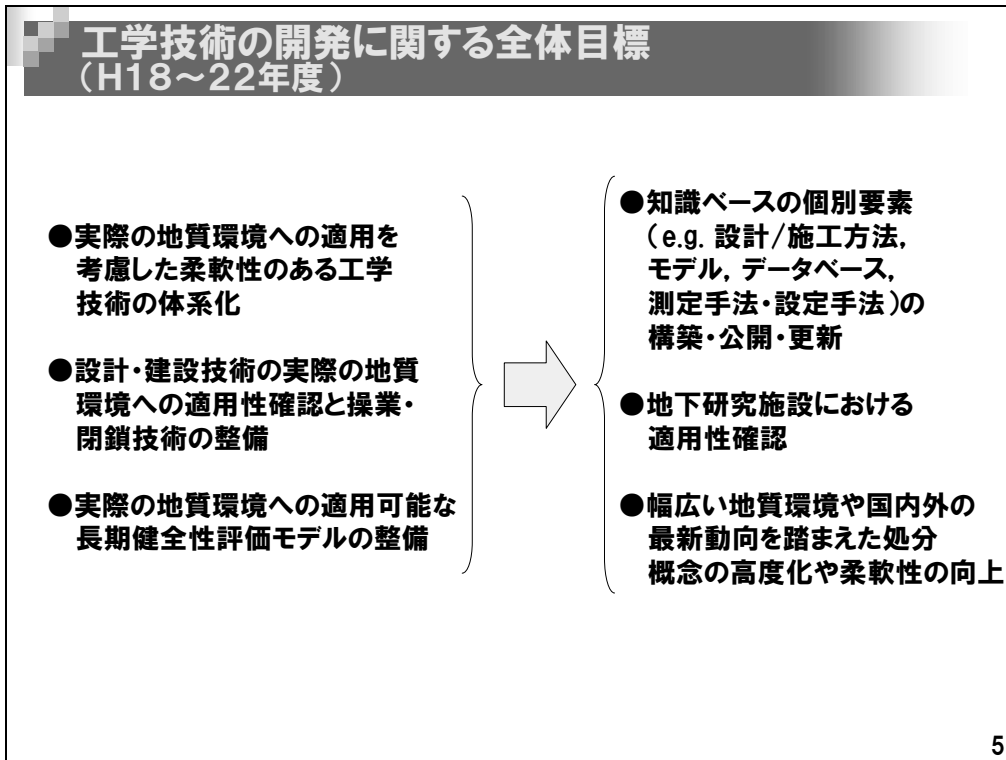 工学技術の開発に関する全体目標
（H18～22年度）
●実際の地質環境への適用を
考慮した柔軟性のある工学
技術の体系化
●設計・建設技術の実際の地質
環境への適用性確認と操業・
閉鎖技術の整備
●実際の地質環境への適用可能な
長期健全性評価モデルの整備
●知識ベースの個別要素
（e.g. 設計/施工方法，
モデル，データベース，
測定手法・設定手法）の
構築・公開・更新
●地下研究施設における
適用性確認
●幅広い地質環境や国内外の
最新動向を踏まえた処分
概念の高度化や柔軟性の向上
5